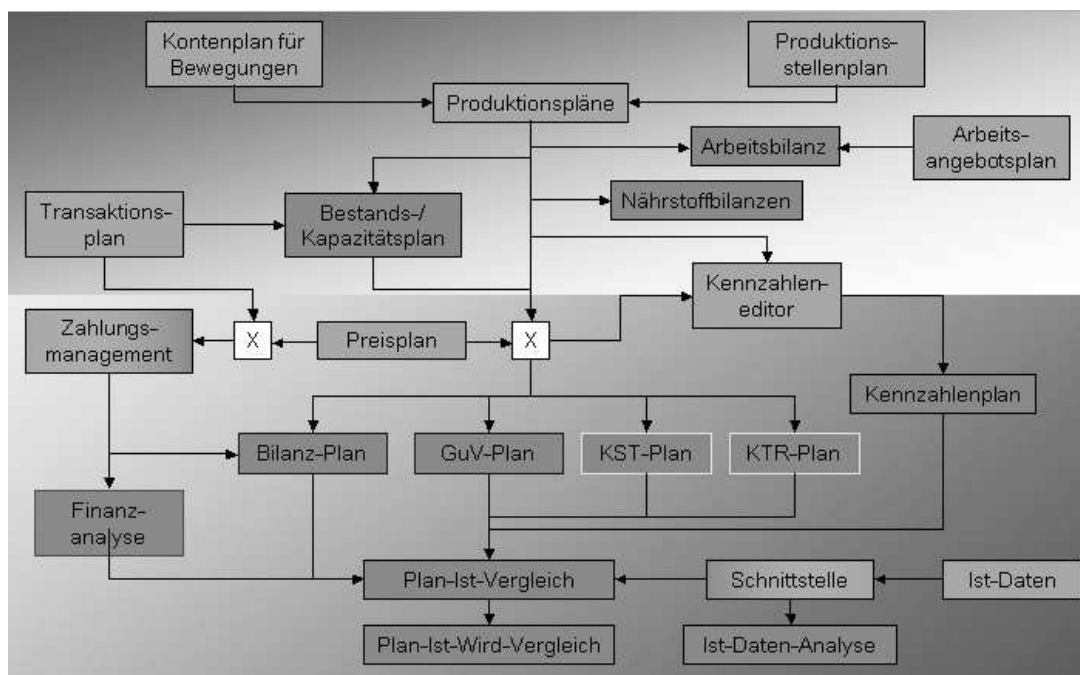 Kontenplan für
Bewegungen
Produktions-
stellenplan
Produktionspläne
Arbeitsbilanz
Arbeits-
angebotsplan
Transaktions-
plan
Bestands-/
Kapazitätsplan
Nährstoffbilanzen
Kennzahlen-
editor
Zahlungs-
management
X
Preisplan
X
Kennzahlenplan
Bilanz-Plan
GuV-Plan
KST-Plan
KTR-Plan
Finanz-
analyse
Plan-Ist-Vergleich
Schnittstelle
Ist-Daten
Plan-Ist-Wird-Vergleich
Ist-Daten-Analyse